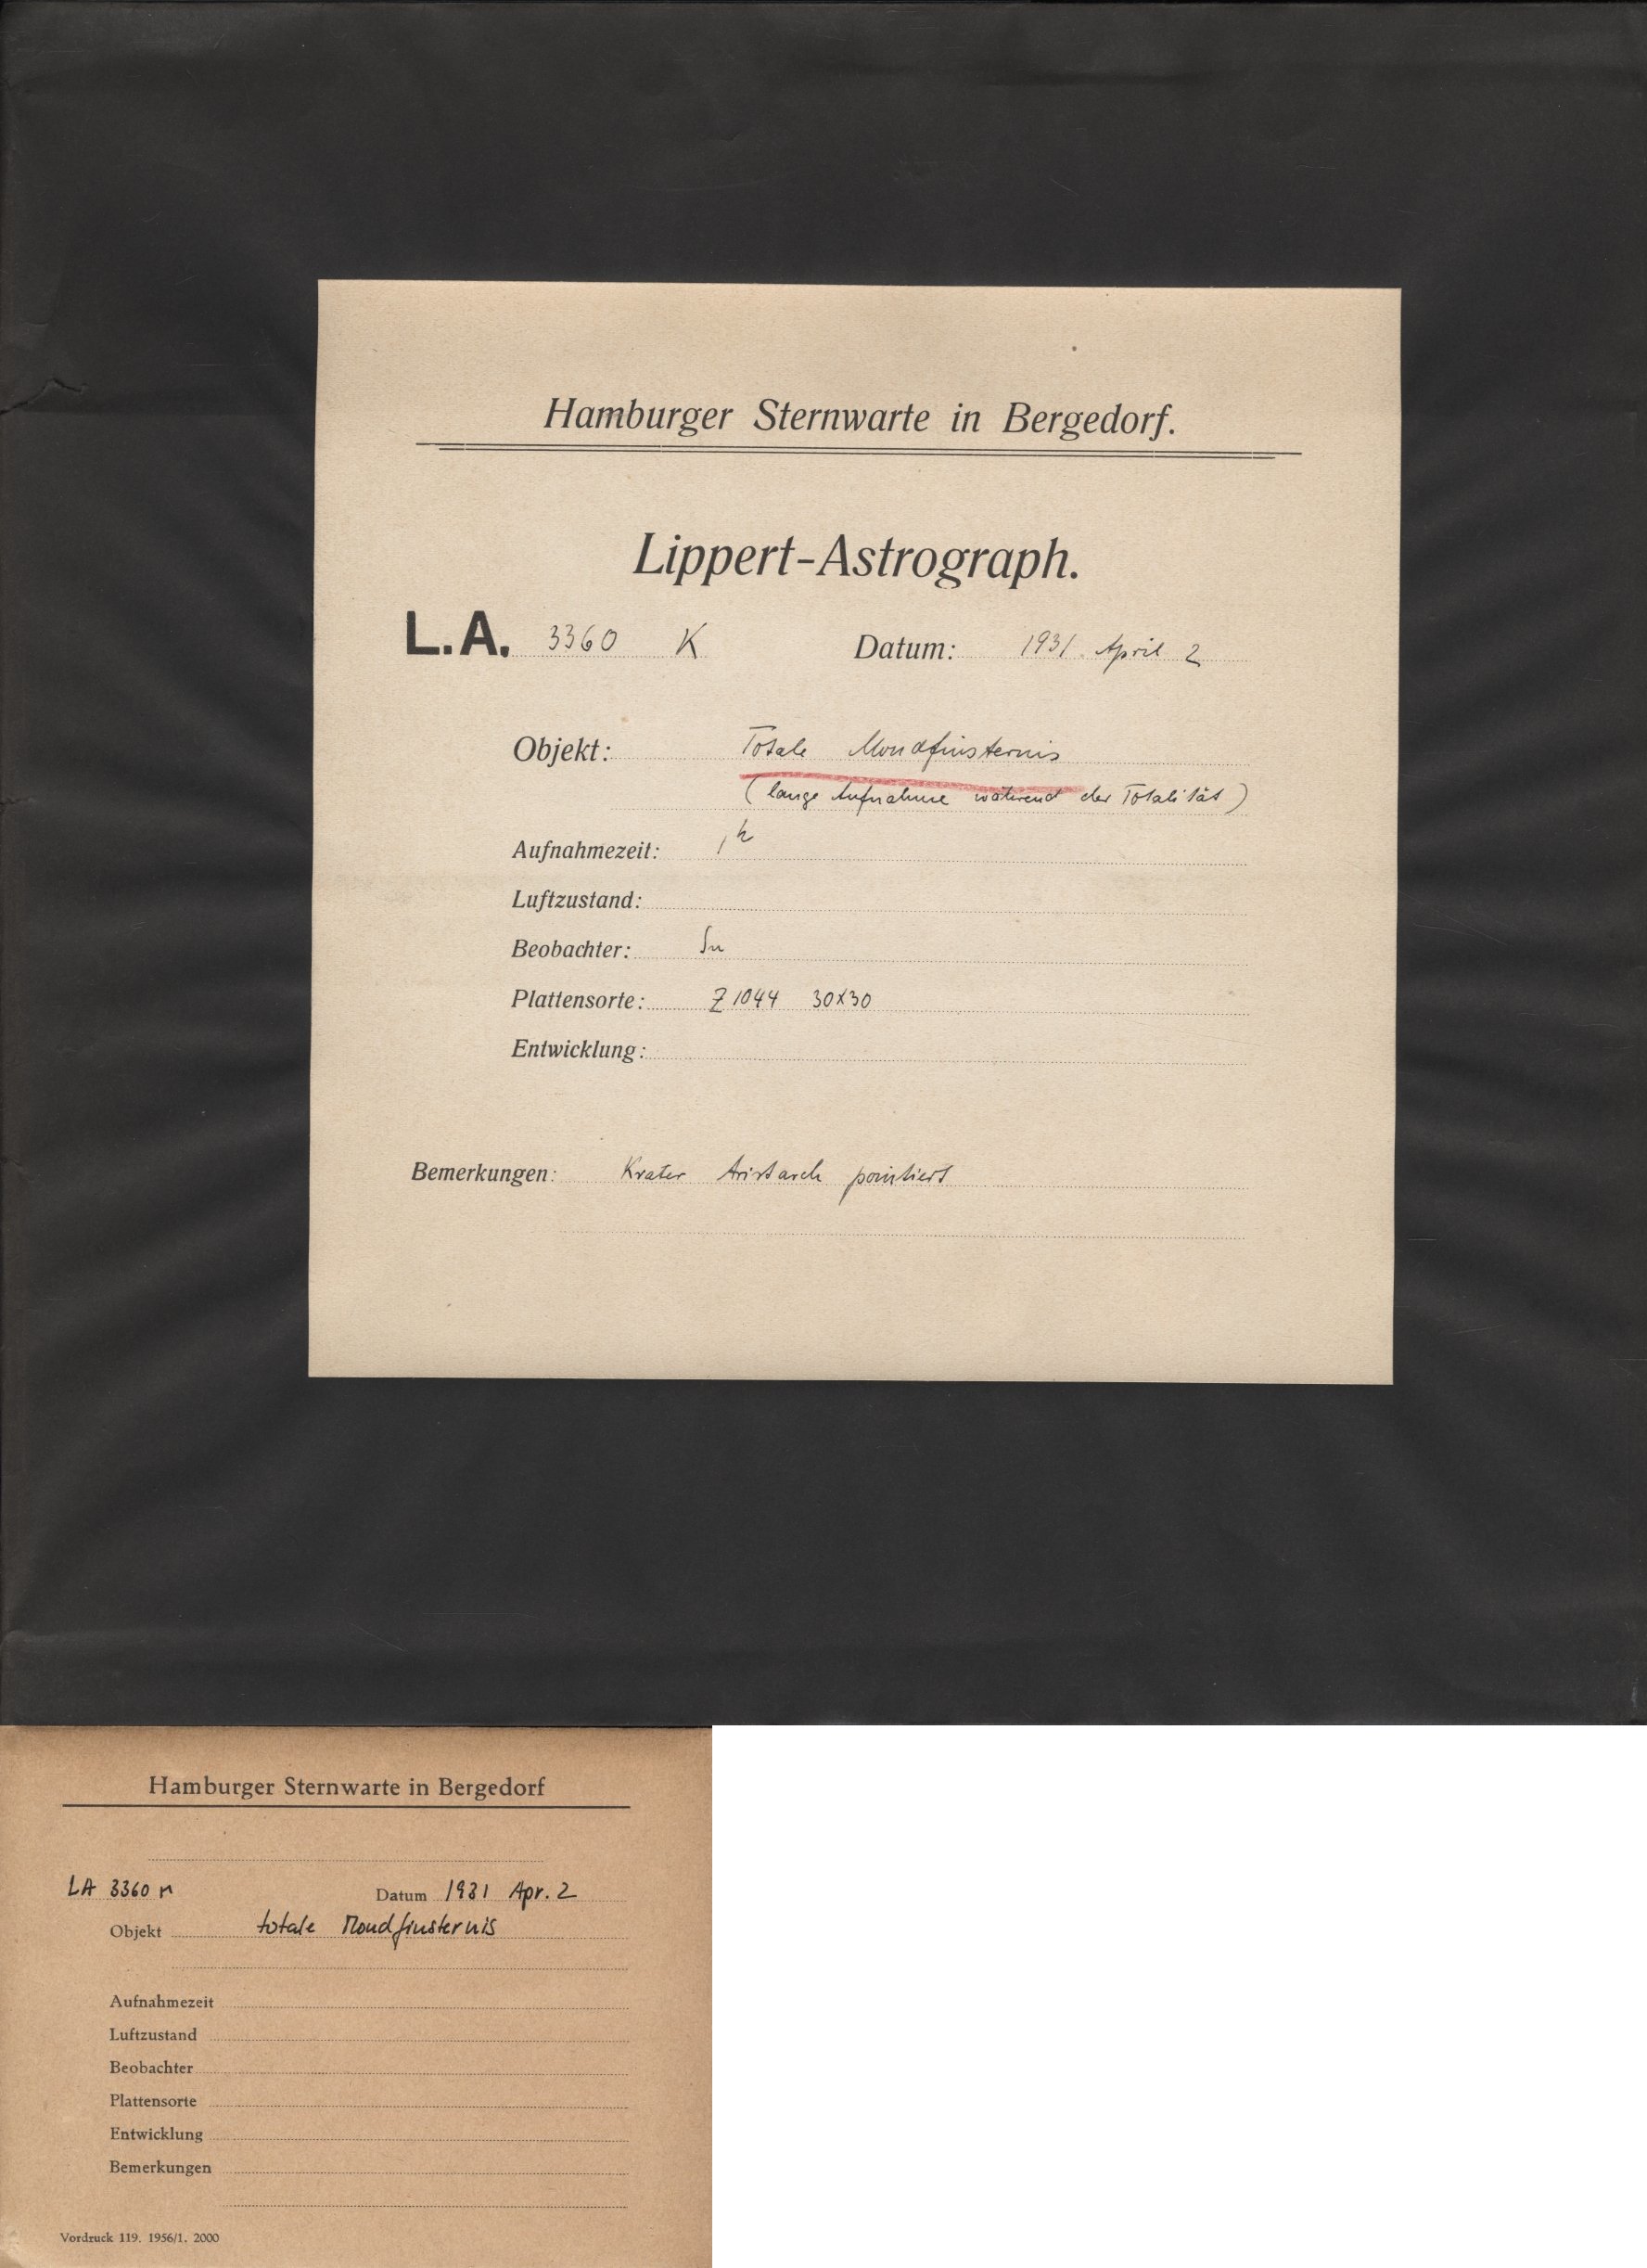 Hamburger Sternwarte in Bergedorf.
Lippert-Astrograph.
L.A. 3360 K Datum: 1931 April 2
Objekt: Totale Mondfinsternis
(lange Aufnahme während der Totalität)
Aufnahmezeit: 1h
Luftzustand:
Beobachter:
Plattensorte: Z 1044 30x30
Entwicklung:
Bemerkungen: Krater Aristarch pointiert
Hamburger Sternwarte in Bergedorf
LA 3360 Datum 1931 Apr. 2
Objekt totale Mondfinsternis
Aufnahmezeit
Luftzustand
Beobachter
Plattensorte
Entwicklung
Bemerkungen
Vordruck 119. 1956/1. 2000